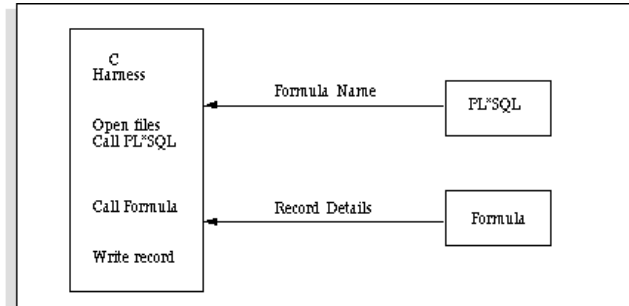 C
Harness
Formula Name
PL*SQL
Open files
Call PL*SQL
Call Formula
Record Details
Formula
Write record